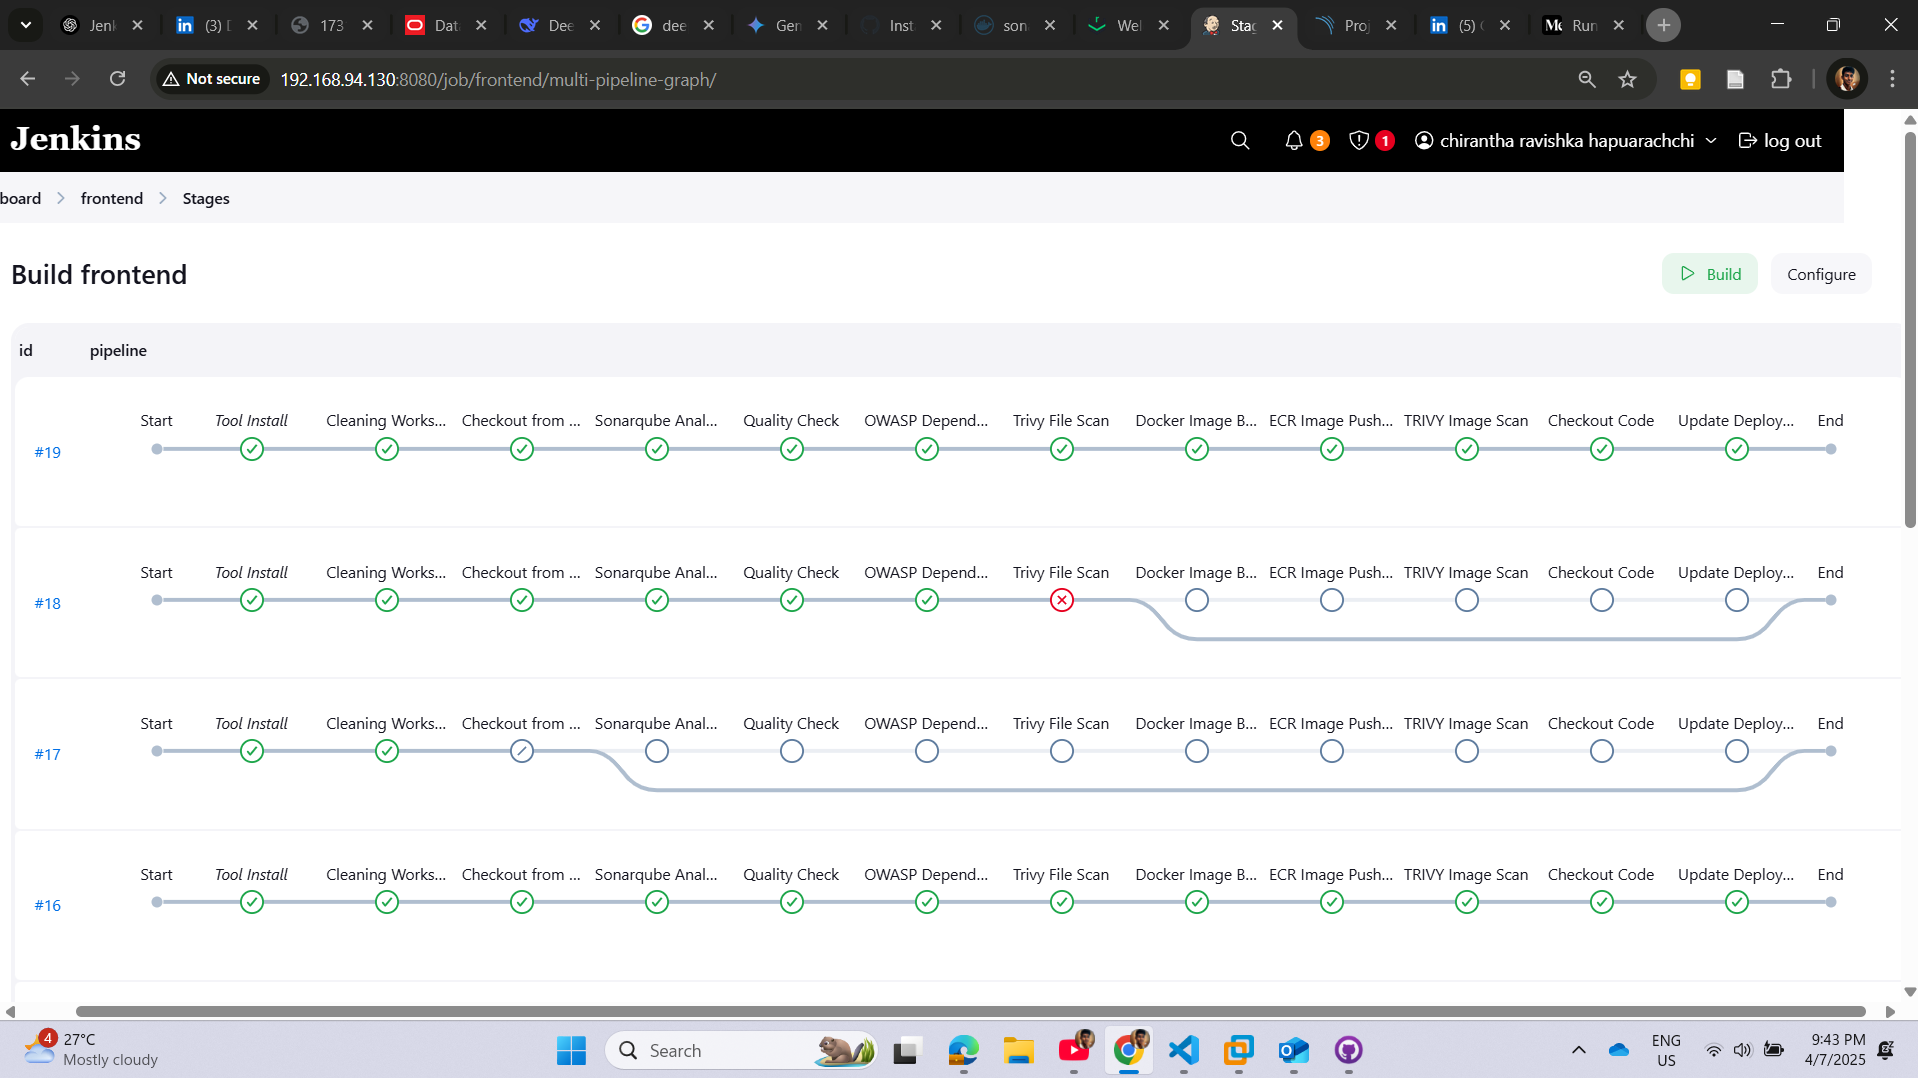 Jenk
(3) D
173
Data
Dee
dee
Gem
Inst
son
Wel
Stag
Proj
(5) C
Run
Not secure
192.168.94.130:8080/job/frontend/multi-pipeline-graph/
Jenkins
3
1
chirantha ravishka hapuarachchi
log out
board
frontend
Stages
Build frontend
Build
Configure
id pipeline
Start Tool Install Cleaning Works... Checkout from ... Sonarqube Anal... Quality Check OWASP Depend... Trivy File Scan Docker Image B... ECR Image Push... TRIVY Image Scan Checkout Code Update Deploy... End
#19
Start Tool Install Cleaning Works... Checkout from ... Sonarqube Anal... Quality Check OWASP Depend... Trivy File Scan Docker Image B... ECR Image Push... TRIVY Image Scan Checkout Code Update Deploy... End
#18
Start Tool Install Cleaning Works... Checkout from ... Sonarqube Anal... Quality Check OWASP Depend... Trivy File Scan Docker Image B... ECR Image Push... TRIVY Image Scan Checkout Code Update Deploy... End
#17
Start Tool Install Cleaning Works... Checkout from ... Sonarqube Anal... Quality Check OWASP Depend... Trivy File Scan Docker Image B... ECR Image Push... TRIVY Image Scan Checkout Code Update Deploy... End
#16
4
27°C
Mostly cloudy
Search
ENG
US
9:43 PM
4/7/2025